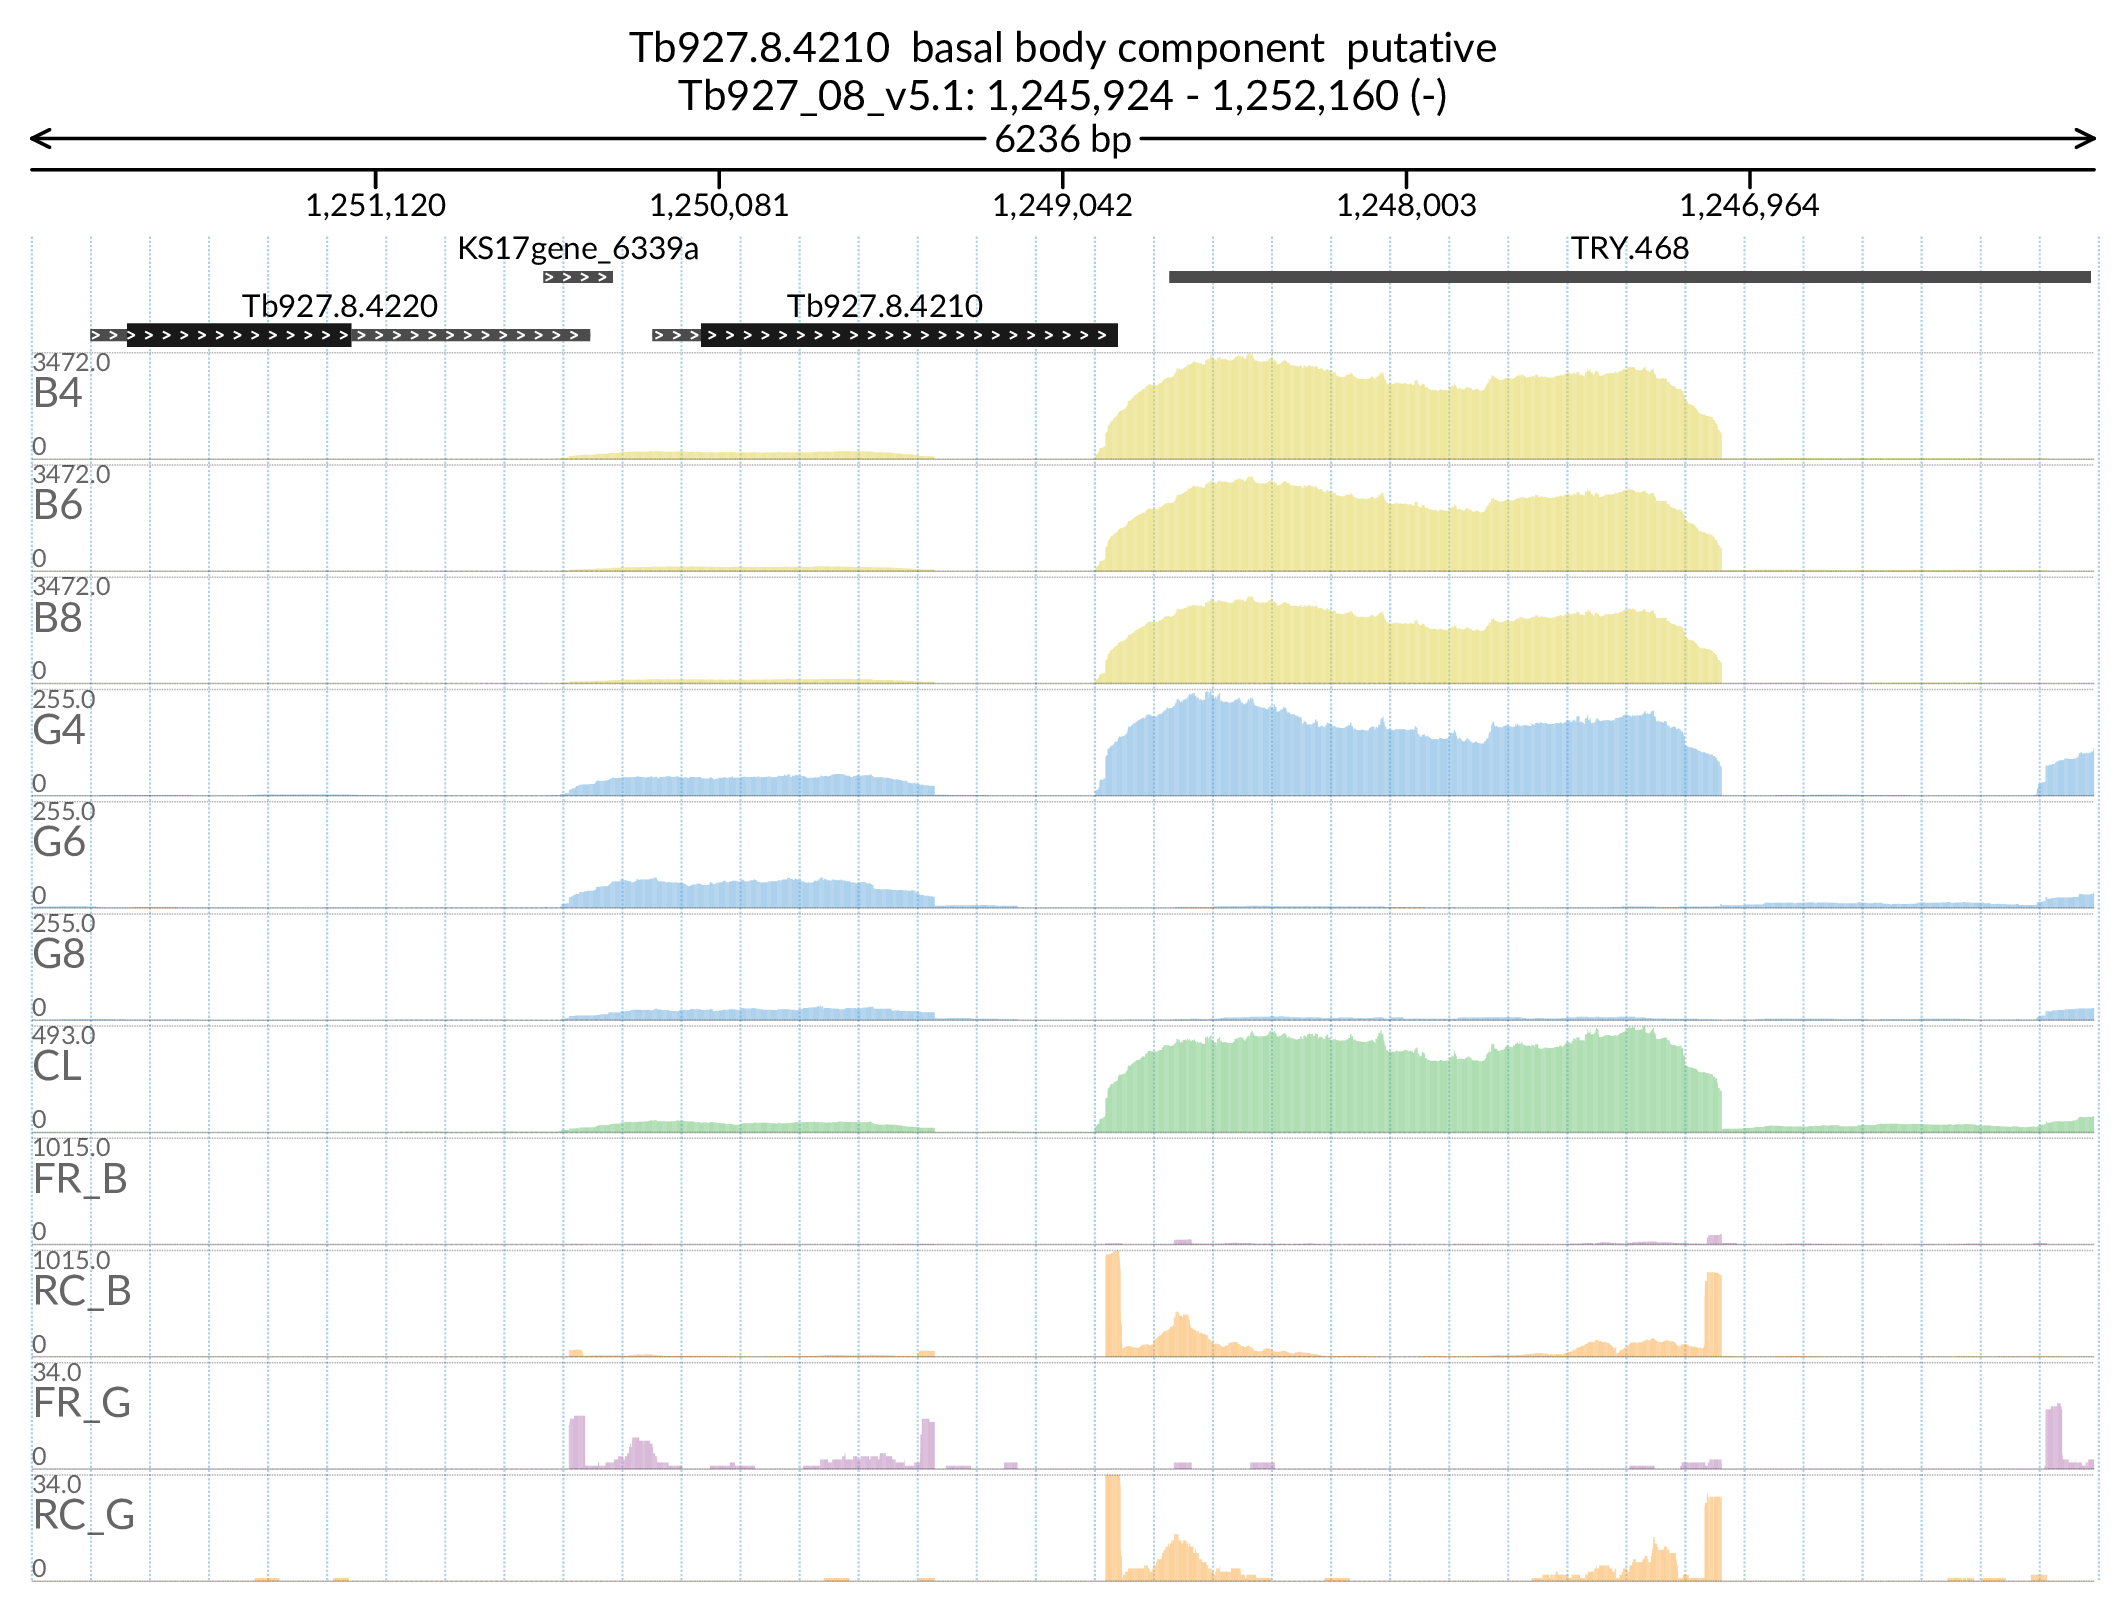 Tb927.8.4210  basal body component  putative
Tb927_08_v5.1: 1,245,924 - 1,252,160 (-)
6236 bp
1,251,120 1,250,081 1,249,042 1,248,003 1,246,964
KS17gene_6339a TRY.468
Tb927.8.4220 Tb927.8.4210
3472.0
B4
0
3472.0
B6
0
3472.0
B8
0
255.0
G4
0
255.0
G6
0
255.0
G8
0
493.0
CL
0
1015.0
FR_B
0
1015.0
RC_B
0
34.0
FR_G
0
34.0
RC_G
0